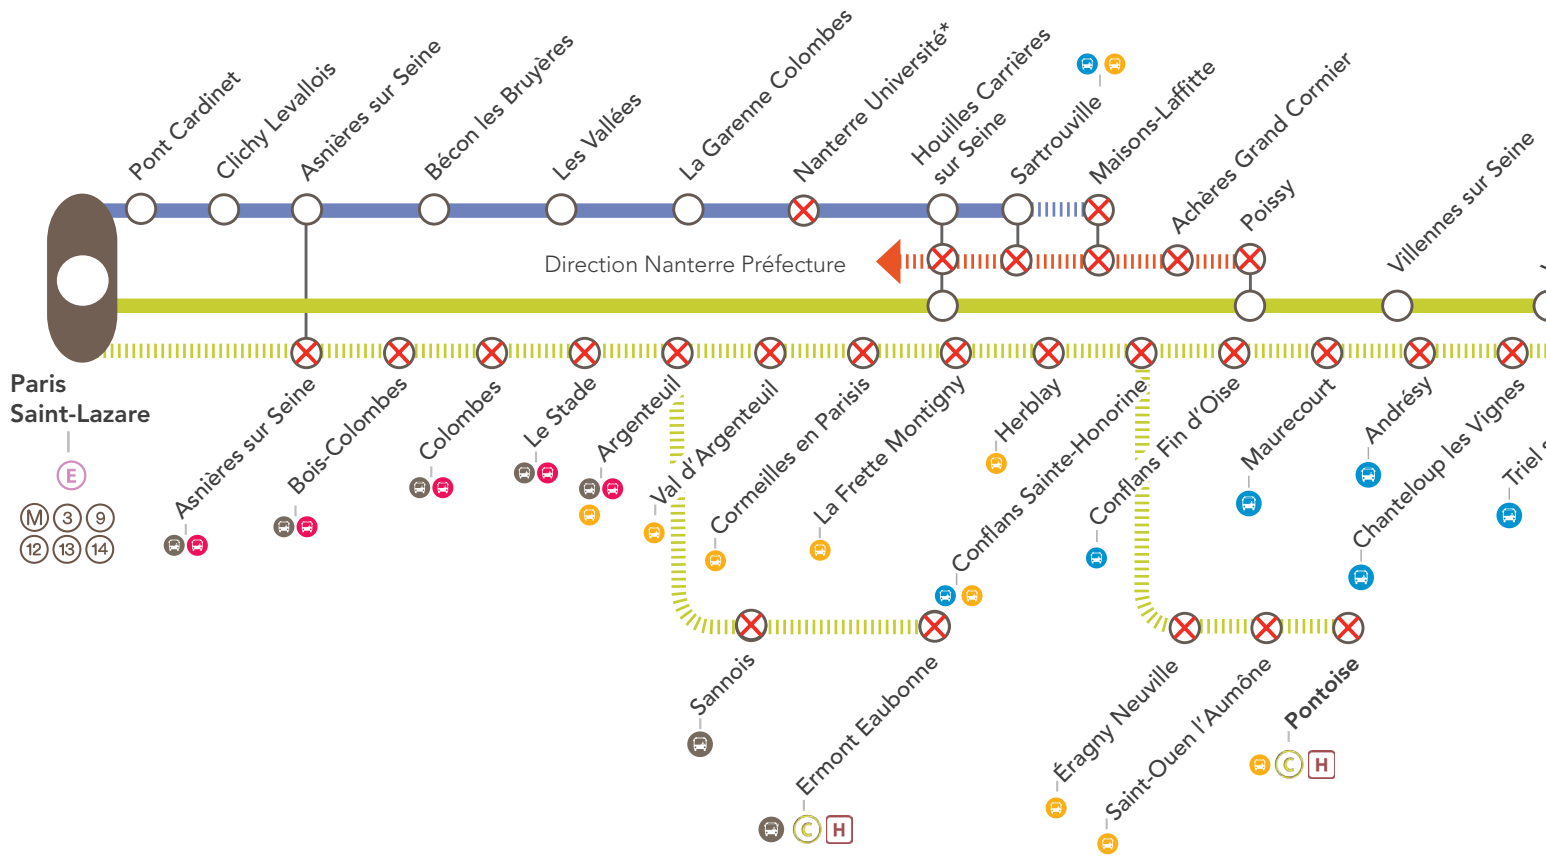 Pont Cardinet
Clichy Levallois
Asnières sur Seine
Bécon les Bruyères
Les Vallées
La Garenne Colombes
Nanterre Université*
Houilles Carrières
sur Seine
Sartrouville
Maisons-Laffitte
Achères Grand Cormier
Poissy
Villennes sur Seine
Direction Nanterre Préfecture
Paris
Saint-Lazare
E
M 3 9
12 13 14
Asnières sur Seine
Bois-Colombes
Colombes
Le Stade
Argenteuil
Val d'Argenteuil
Cormeilles en Parisis
La Frette Montigny
Herblay
Conflans Sainte-Honorine
Conflans Fin d'Oise
Maurecourt
Andrésy
Chanteloup les Vignes
Triel s
Sannois
Ermont Eaubonne
C H
Éragny Neuville
Saint-Ouen l'Aumône
Pontoise
C H